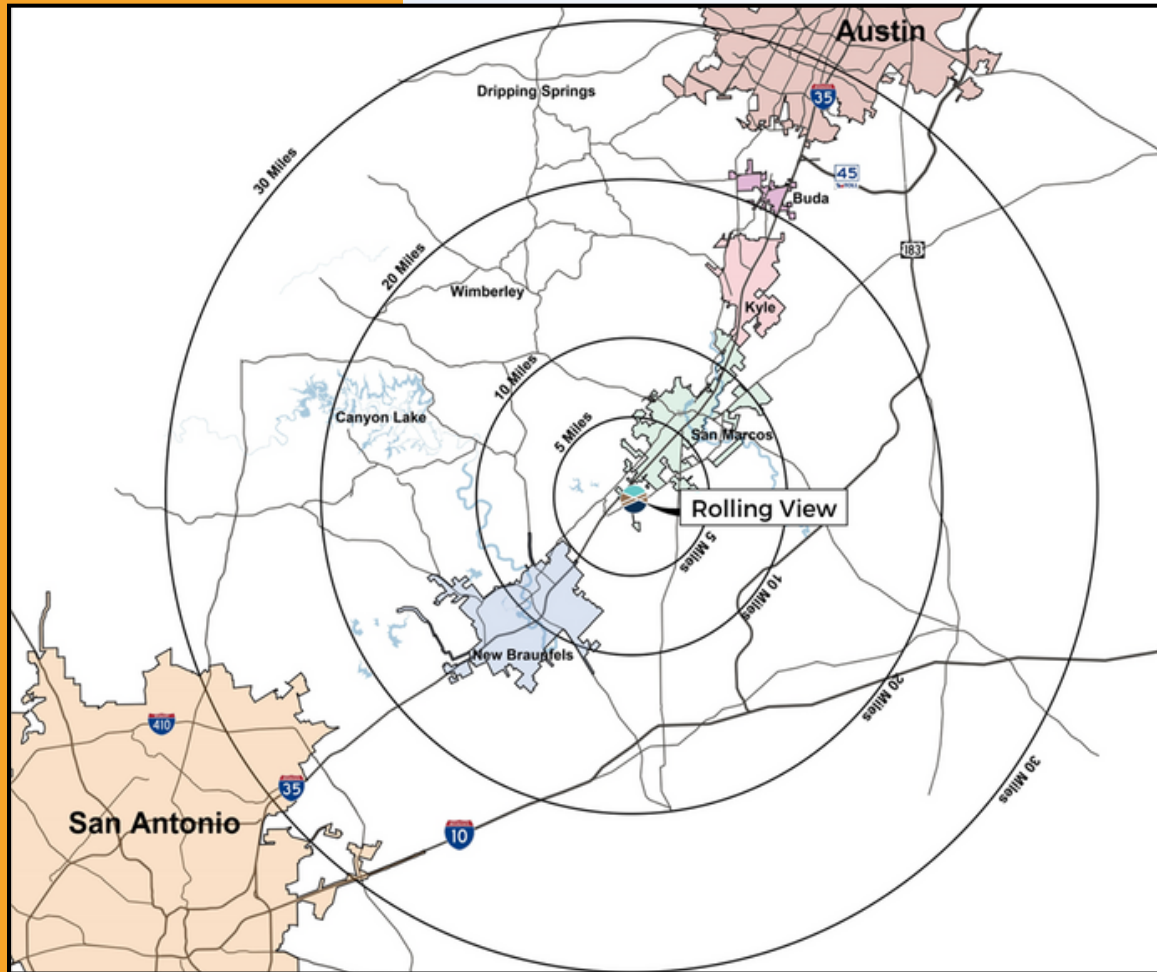 Austin
35
Dripping Springs
30 Miles
45
TOLL
Buda
183
20 Miles
Wimberley
Kyle
10 Miles
Canyon Lake
5 Miles
San Marcos
Rolling View
5 Miles
10 Miles
New Braunfels
20 Miles
410
35
30 Miles
San Antonio
10